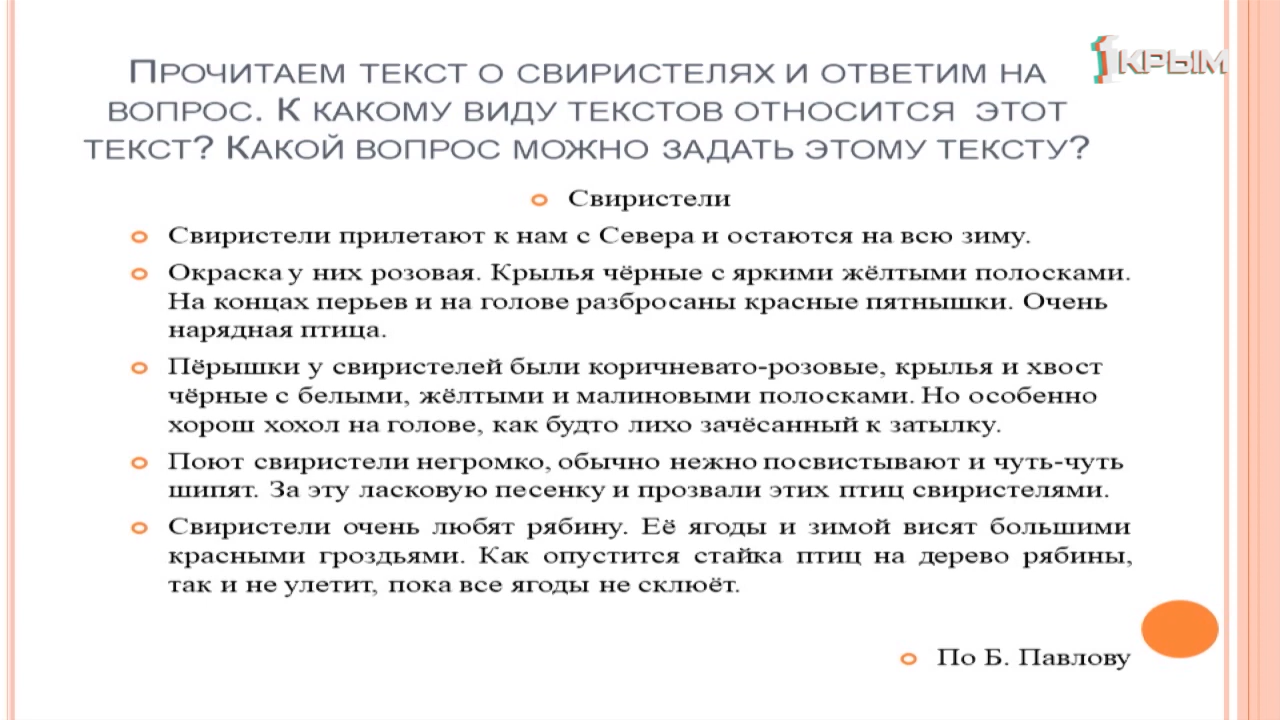 1КРЫМ
Прочитаем текст о свиристелях и ответим на
вопрос. К какому виду текстов относится этот
текст? Какой вопрос можно задать этому тексту?
Свиристели
Свиристели прилетают к нам с Севера и остаются на всю зиму.
Окраска у них розовая. Крылья чёрные с яркими жёлтыми полосками.
На концах перьев и на голове разбросаны красные пятнышки. Очень
нарядная птица.
Пёрышки у свиристелей были коричневато-розовые, крылья и хвост
чёрные с белыми, жёлтыми и малиновыми полосками. Но особенно
хорош хохол на голове, как будто лихо зачёсанный к затылку.
Поют свиристели негромко, обычно нежно посвистывают и чуть-чуть
шипят. За эту ласковую песенку и прозвали этих птиц свиристелями.
Свиристели очень любят рябину. Её ягоды и зимой висят большими
красными гроздьями. Как опустится стайка птиц на дерево рябины,
так и не улетит, пока все ягоды не склюёт.
По Б. Павлову